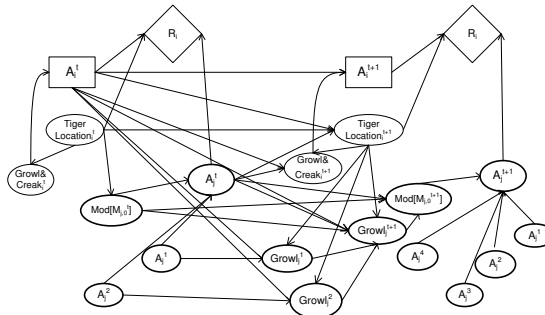 R_i
R_i
A_i^t
A_i^{t+1}
Tiger
Location_i^t
Tiger
Location_i^{t+1}
Growl&
Creak_i^t
Growl&
Creak_i^{t+1}
A_j^t
A_j^{t+1}
Mod[M_{j,0}^t]
Mod[M_{j,0}^{t+1}]
Growl_j^{t+1}
A_j^1
A_j^1
Growl_j^1
A_j^4
A_j^2
A_j^2
Growl_j^2
A_j^3